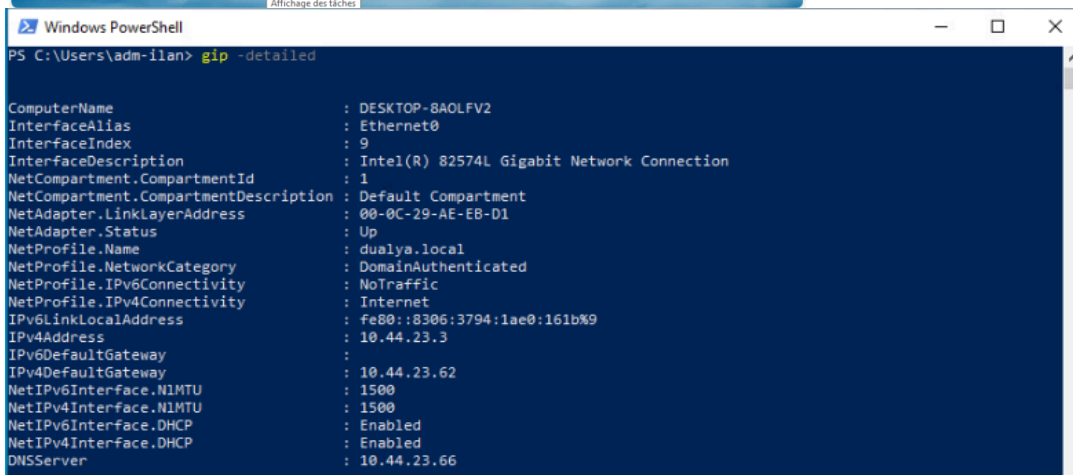 Affichage des tâches
Windows PowerShell
PS C:\Users\adm-ilan> gip -detailed
ComputerName : DESKTOP-8AOLFV2
InterfaceAlias : Ethernet0
InterfaceIndex : 9
InterfaceDescription : Intel(R) 82574L Gigabit Network Connection
NetCompartment.CompartmentId : 1
NetCompartment.CompartmentDescription : Default Compartment
NetAdapter.LinkLayerAddress : 00-0C-29-AE-EB-D1
NetAdapter.Status : Up
NetProfile.Name : dualya.local
NetProfile.NetworkCategory : DomainAuthenticated
NetProfile.IPv6Connectivity : NoTraffic
NetProfile.IPv4Connectivity : Internet
IPv6LinkLocalAddress : fe80::8306:3794:1ae0:161b%9
IPv4Address : 10.44.23.3
IPv6DefaultGateway :
IPv4DefaultGateway : 10.44.23.62
NetIPv6Interface.NlMTU : 1500
NetIPv4Interface.NlMTU : 1500
NetIPv6Interface.DHCP : Enabled
NetIPv4Interface.DHCP : Enabled
DNSServer : 10.44.23.66